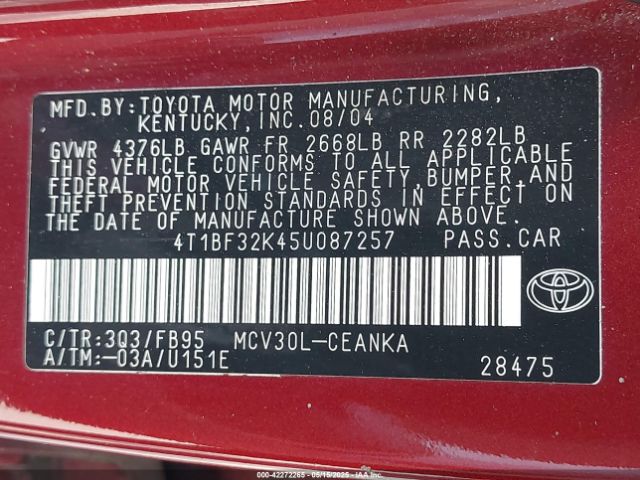 MFD.BY:TOYOTA MOTOR MANUFACTURING,
KENTUCKY,INC.08/04
GVWR 4376LB GAWR FR 2668LB RR 2282LB
THIS VEHICLE CONFORMS TO ALL APPLICABLE
FEDERAL MOTOR VEHICLE SAFETY,BUMPER,AND
THEFT PREVENTION STANDARDS IN EFFECT ON
THE DATE OF MANUFACTURE SHOWN ABOVE.
4T1BF32K45U087257 PASS.CAR
C/TR:3Q3/FB95 MCV30L-CEANKA
A/TM:-03A/U151E
28475
000-42272265 - 05/15/2025 - IAAI